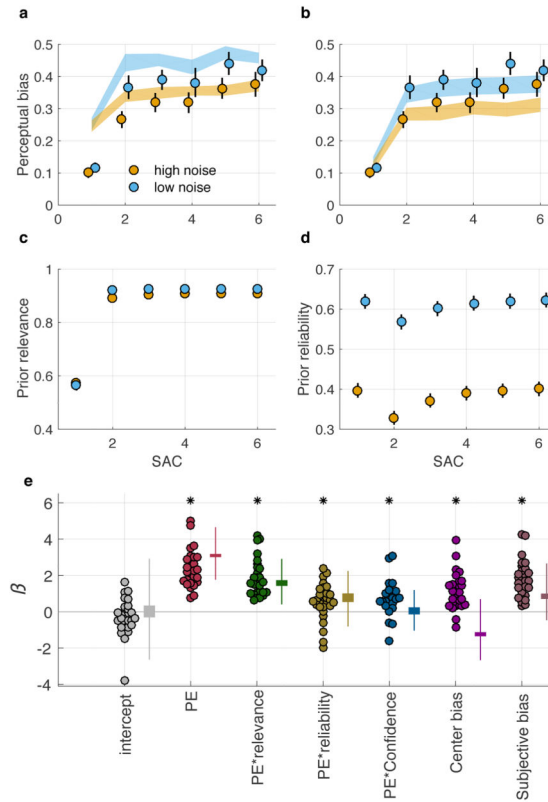 a
b
0.5
0.4
0.3
0.2
0.1
0
Perceptual bias
high noise
low noise
0 2 4 6
0.5
0.4
0.3
0.2
0.1
0
0 2 4 6
c
d
1
0.8
0.6
0.4
Prior relevance
2 4 6
SAC
0.7
0.6
0.5
0.4
0.3
Prior reliability
2 4 6
SAC
e
* * * * * *
6
4
2
0
-2
-4
β
intercept
PE
PE*relevance
PE*reliability
PE*Confidence
Center bias
Subjective bias